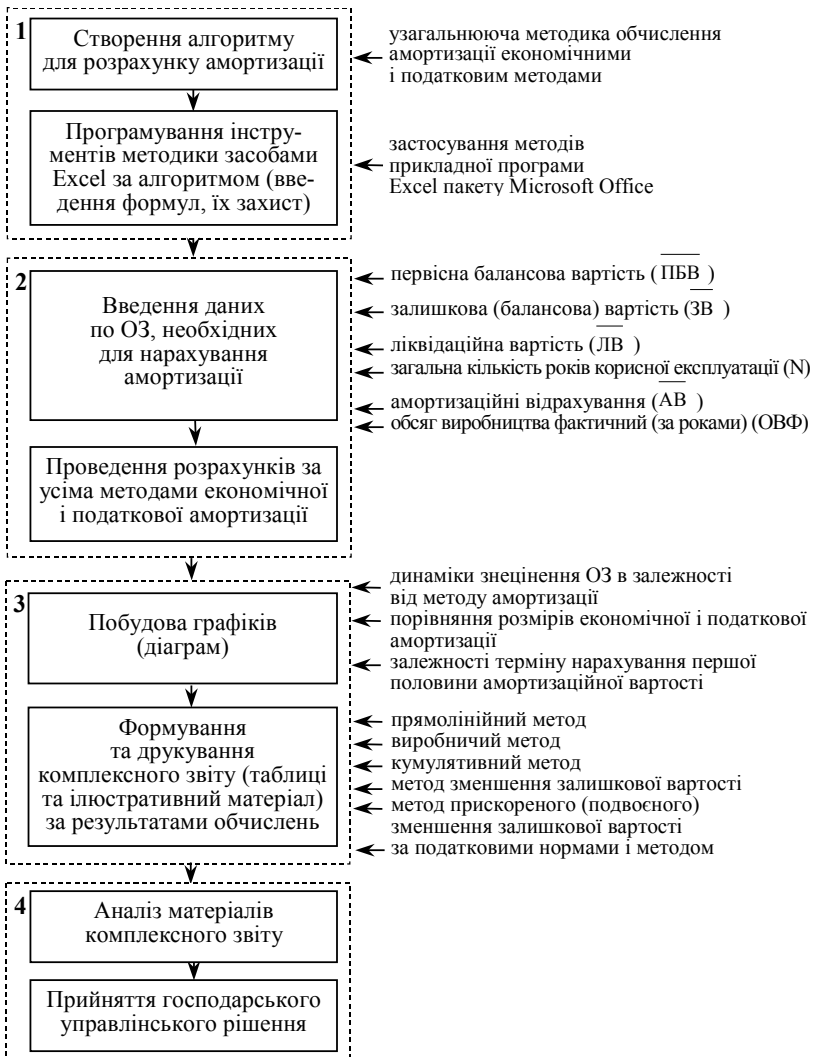 1
Створення алгоритму
для розрахунку амортизації
узагальнююча методика обчислення
амортизації економічними
і податковим методами
Програмування інстру-
ментів методики засобами
Excel за алгоритмом (вве-
дення формул, їх захист)
застосування методів
прикладної програми
Excel пакету Microsoft Office
2
Введення даних
по ОЗ, необхідних
для нарахування
амортизації
первісна балансова вартість (ПБВ )
залишкова (балансова) вартість (ЗВ )
ліквідаційна вартість (ЛВ )
загальна кількість років корисної експлуатації (N)
амортизаційні відрахування (АВ )
обсяг виробництва фактичний (за роками) (ОВФ)
Проведення розрахунків за
усіма методами економічної
і податкової амортизації
3
Побудова графіків
(діаграм)
динаміки знецінення ОЗ в залежності
від методу амортизації
порівняння розмірів економічної і податкової
амортизації
залежності терміну нарахування першої
половини амортизаційної вартості
Формування
та друкування
комплексного звіту (таблиці
та ілюстративний матеріал)
за результатами обчислень
прямолінійний метод
виробничий метод
кумулятивний метод
метод зменшення залишкової вартості
метод прискореного (подвоєного)
зменшення залишкової вартості
за податковими нормами і методом
4
Аналіз матеріалів
комплексного звіту
Прийняття господарського
управлінського рішення